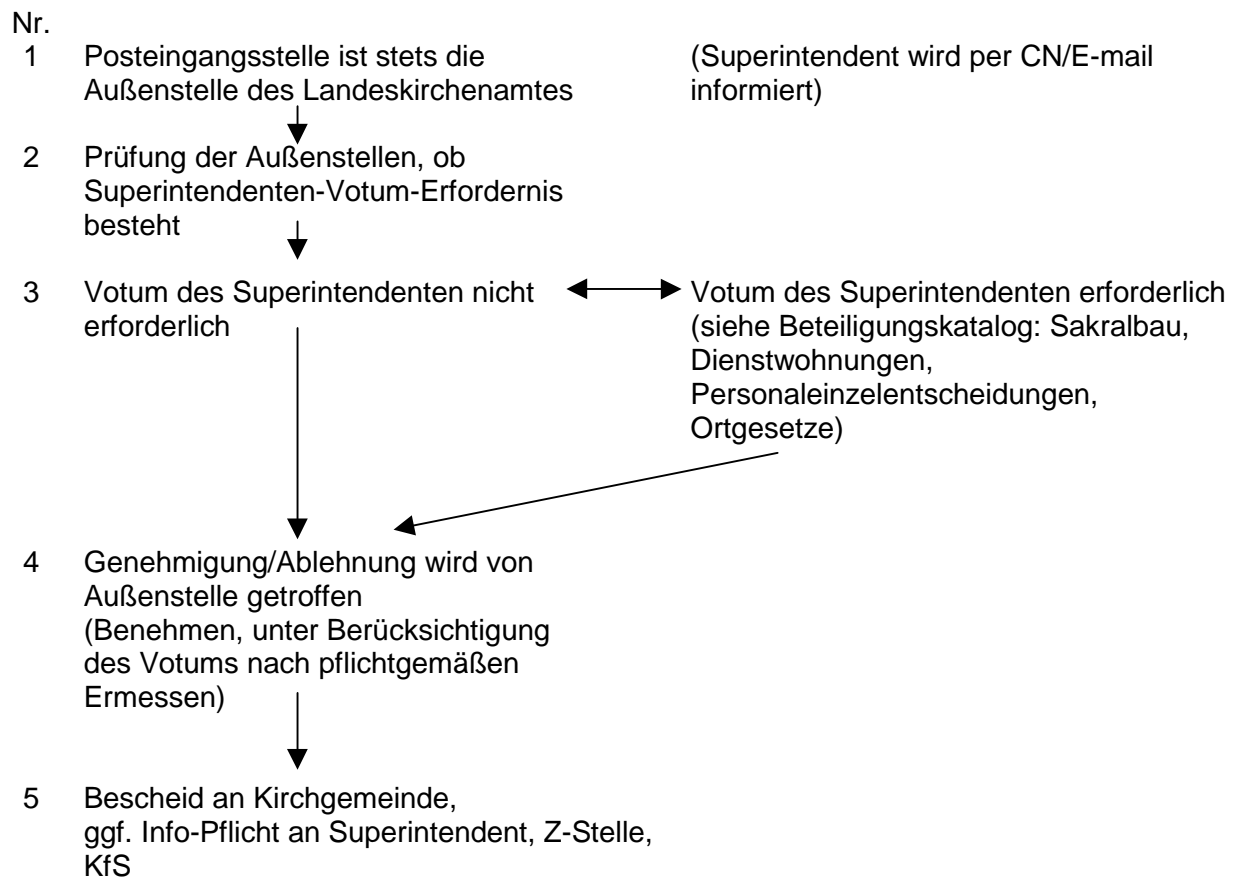 Nr.
1 Posteingangsstelle ist stets die
Außenstelle des Landeskirchenamtes
(Superintendent wird per CN/E-mail
informiert)
2 Prüfung der Außenstellen, ob
Superintendenten-Votum-Erfordernis
besteht
3 Votum des Superintendenten nicht
erforderlich
Votum des Superintendenten erforderlich
(siehe Beteiligungskatalog: Sakralbau,
Dienstwohnungen,
Personaleinzelentscheidungen,
Ortgesetze)
4 Genehmigung/Ablehnung wird von
Außenstelle getroffen
(Benehmen, unter Berücksichtigung
des Votums nach pflichtgemäßen
Ermessen)
5 Bescheid an Kirchgemeinde,
ggf. Info-Pflicht an Superintendent, Z-Stelle,
KfS